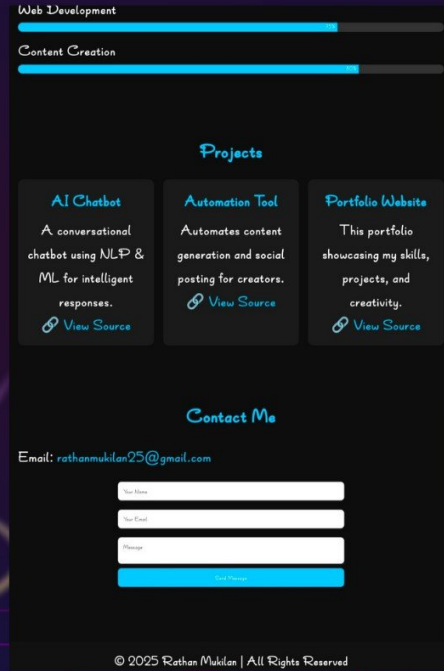 Web Development
75%
Content Creation
80%
Projects
AI Chatbot
A conversational
chatbot using NLP &
ML for intelligent
responses.
View Source
Automation Tool
Automates content
generation and social
posting for creators.
View Source
Portfolio Website
This portfolio
showcasing my skills,
projects, and
creativity.
View Source
Contact Me
Email: rathanmukilan25@gmail.com
Your Name
Your Email
Message
Send Message
© 2025 Rathan Mukilan | All Rights Reserved